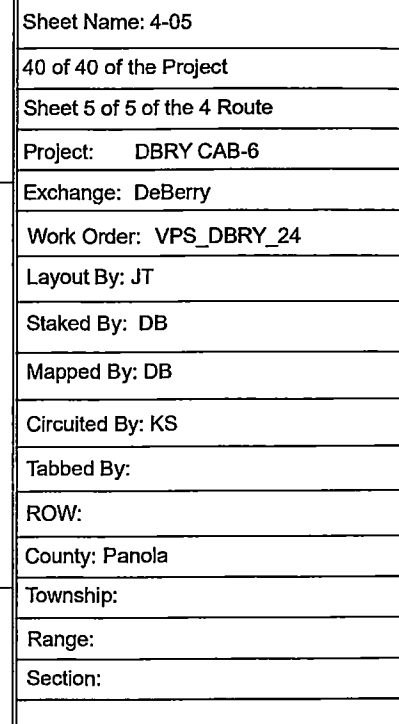 Sheet Name: 4-05
40 of 40 of the Project
Sheet 5 of 5 of the 4 Route
Project: DBRY CAB-6
Exchange: DeBerry
Work Order: VPS_DBRY_24
Layout By: JT
Staked By: DB
Mapped By: DB
Circuited By: KS
Tabbed By:
ROW:
County: Panola
Township:
Range:
Section: